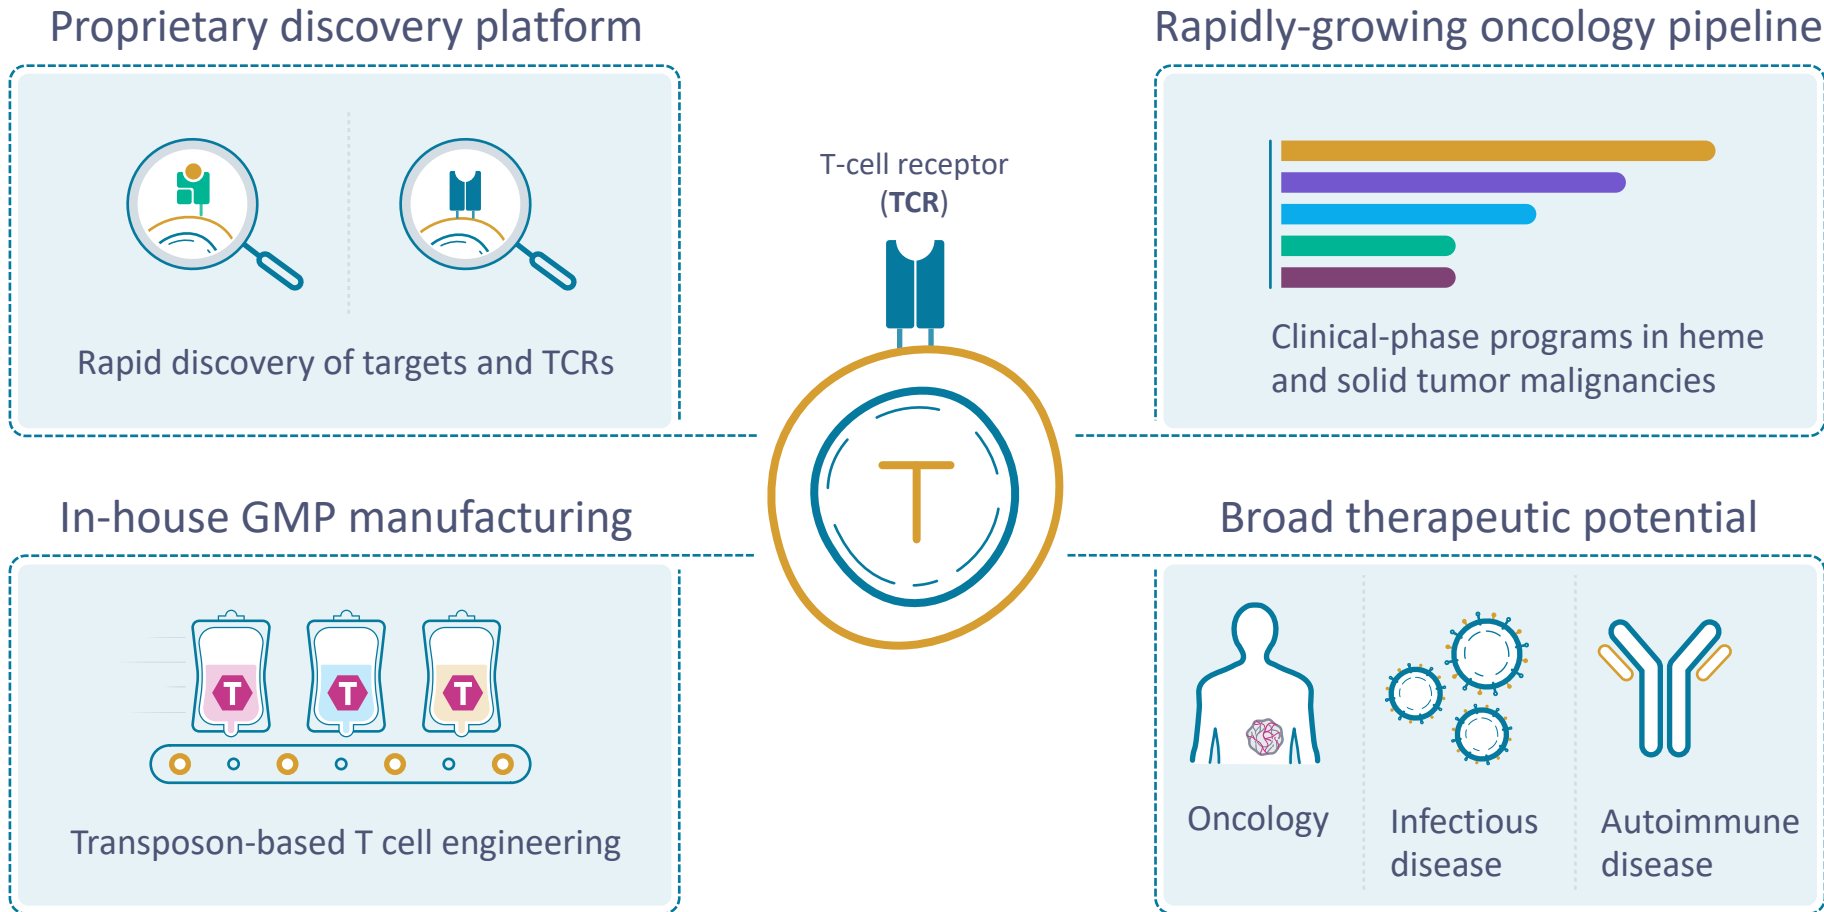 Proprietary discovery platform
Rapid discovery of targets and TCRs
T-cell receptor
(TCR)
T
Rapidly-growing oncology pipeline
Clinical-phase programs in heme
and solid tumor malignancies
In-house GMP manufacturing
T
T
T
Transposon-based T cell engineering
Broad therapeutic potential
Oncology
Infectious
disease
Autoimmune
disease